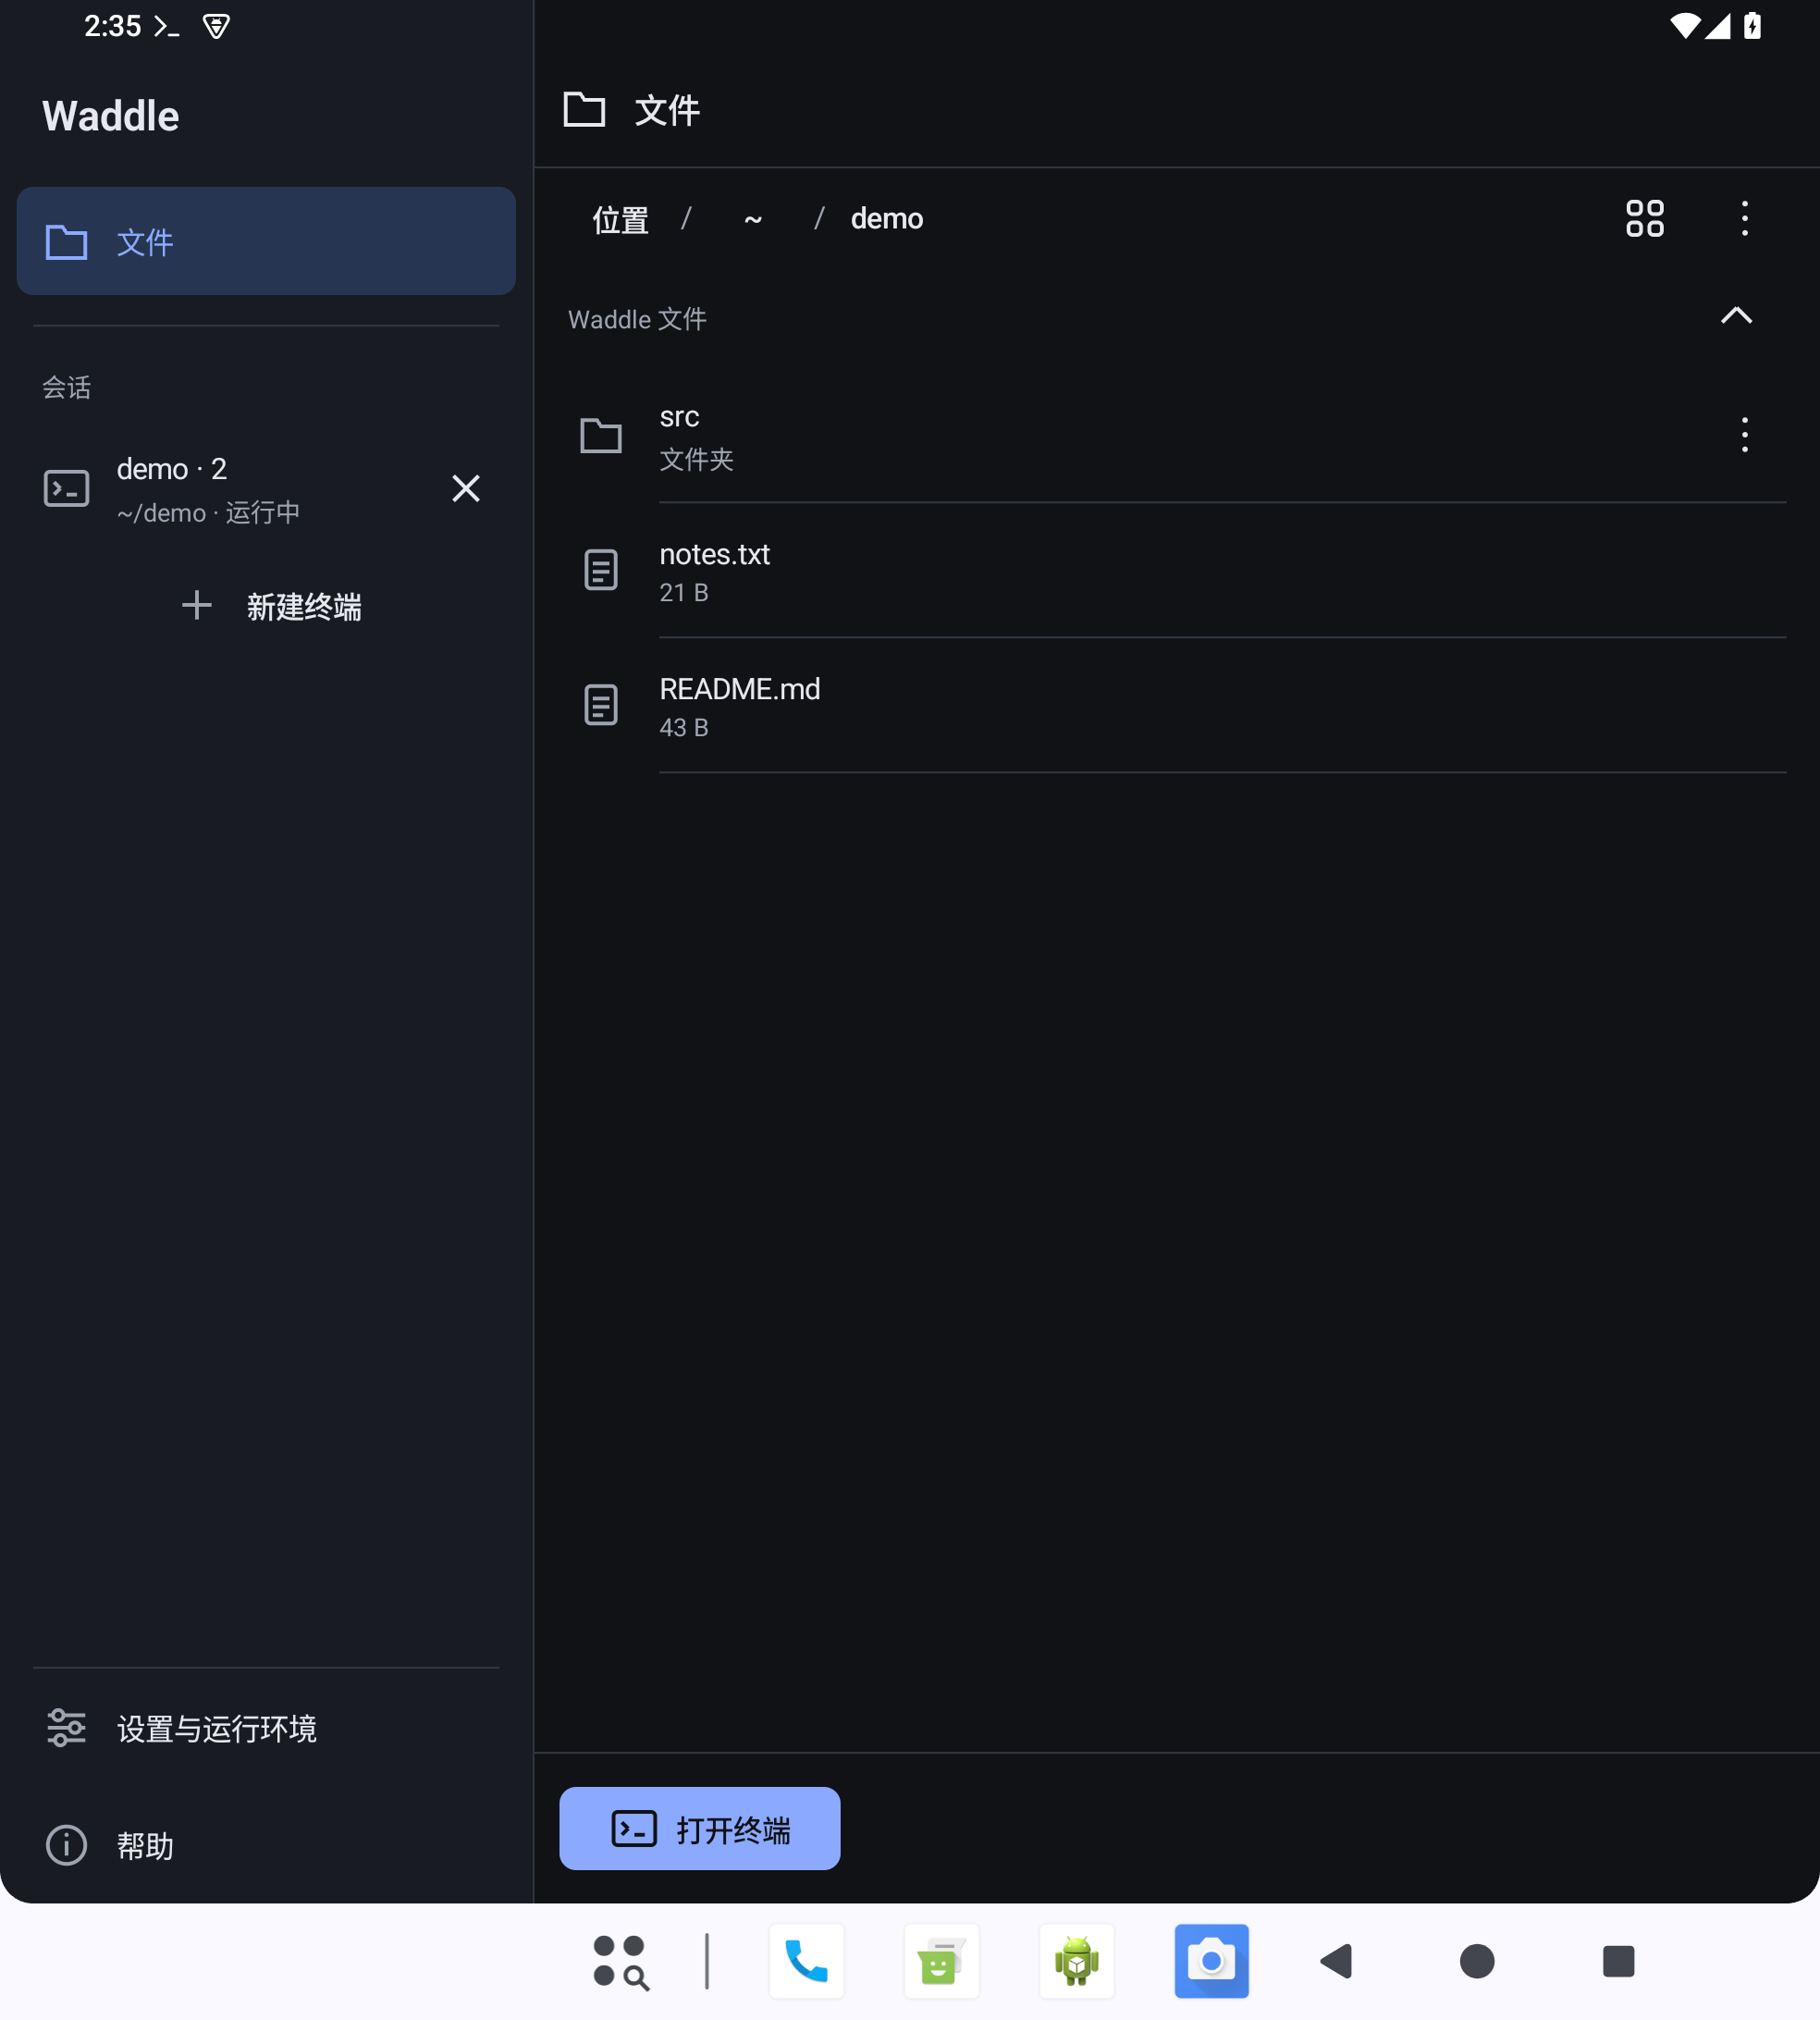 2:35
Waddle
文件
会话
demo · 2
~/demo · 运行中
新建终端
设置与运行环境
帮助
文件
位置 / ~ / demo
Waddle 文件
src
文件夹
notes.txt
21 B
README.md
43 B
打开终端